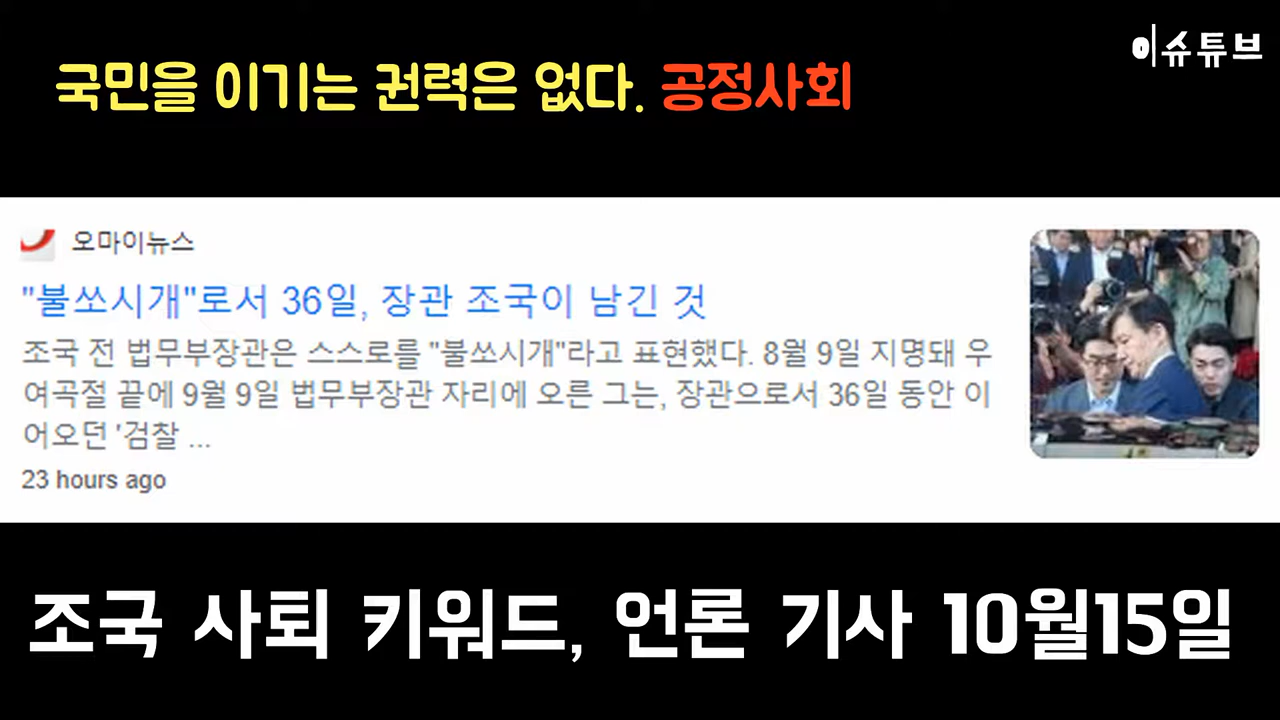 이슈튜브
국민을 이기는 권력은 없다. 공정사회
오마이뉴스
"불쏘시개"로서 36일, 장관 조국이 남긴 것
조국 전 법무부장관은 스스로를 "불쏘시개"라고 표현했다. 8월 9일 지명돼 우
여곡절 끝에 9월 9일 법무부장관 자리에 오른 그는, 장관으로서 36일 동안 이
어오던 '검찰 ...
23 hours ago
조국 사퇴 키워드, 언론 기사 10월15일